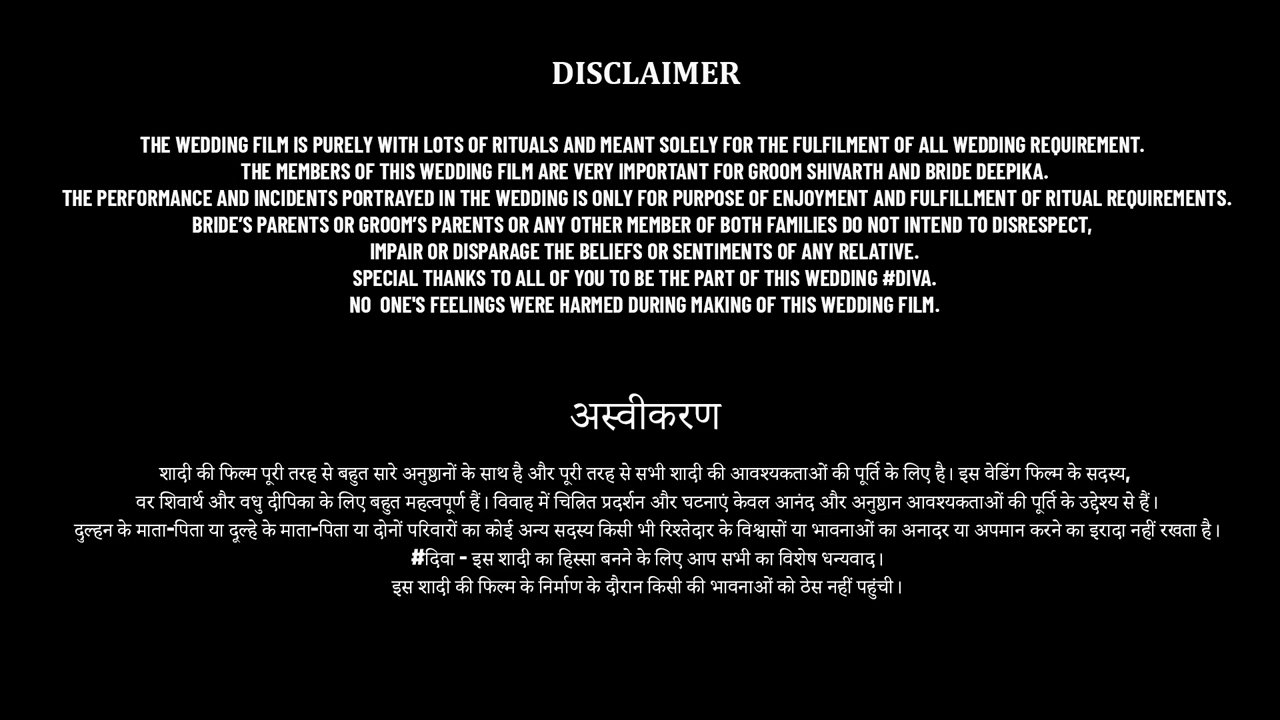 DISCLAIMER
THE WEDDING FILM IS PURELY WITH LOTS OF RITUALS AND MEANT SOLELY FOR THE FULFILMENT OF ALL WEDDING REQUIREMENT.
THE MEMBERS OF THIS WEDDING FILM ARE VERY IMPORTANT FOR GROOM SHIVARTH AND BRIDE DEEPIKA.
THE PERFORMANCE AND INCIDENTS PORTRAYED IN THE WEDDING IS ONLY FOR PURPOSE OF ENJOYMENT AND FULFILLMENT OF RITUAL REQUIREMENTS.
BRIDE'S PARENTS OR GROOM'S PARENTS OR ANY OTHER MEMBER OF BOTH FAMILIES DO NOT INTEND TO DISRESPECT,
IMPAIR OR DISPARAGE THE BELIEFS OR SENTIMENTS OF ANY RELATIVE.
SPECIAL THANKS TO ALL OF YOU TO BE THE PART OF THIS WEDDING #DIVA.
NO ONE'S FEELINGS WERE HARMED DURING MAKING OF THIS WEDDING FILM.
अस्वीकरण
शादी की फिल्म पूरी तरह से बहुत सारे अनुष्ठानों के साथ है और पूरी तरह से सभी शादी की आवश्यकताओं की पूर्ति के लिए है। इस वेडिंग फिल्म के सदस्य,
वर शिवार्थ और वधु दीपिका के लिए बहुत महत्वपूर्ण हैं। विवाह में चित्रित प्रदर्शन और घटनाएं केवल आनंद और अनुष्ठान आवश्यकताओं की पूर्ति के उद्देश्य से हैं।
दुल्हन के माता-पिता या दूल्हे के माता-पिता या दोनों परिवारों का कोई अन्य सदस्य किसी भी रिश्तेदार के विश्वासों या भावनाओं का अनादर या अपमान करने का इरादा नहीं रखता है।
#दिवा - इस शादी का हिस्सा बनने के लिए आप सभी का विशेष धन्यवाद।
इस शादी की फिल्म के निर्माण के दौरान किसी की भावनाओं को ठेस नहीं पहुंची।